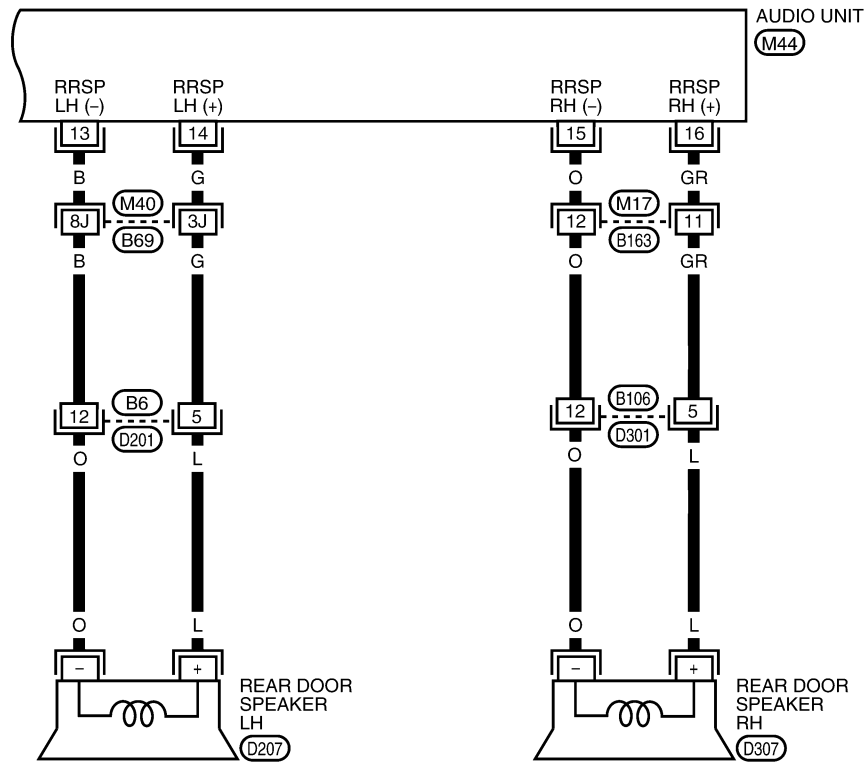 AUDIO UNIT
M44
RRSP
LH (–)
RRSP
LH (+)
RRSP
RH (–)
RRSP
RH (+)
13
14
15
16
B
G
O
GR
8J
M40
B69
3J
12
M17
B163
11
B
G
O
GR
12
B6
D201
5
12
B106
D301
5
O
L
O
L
O
L
O
L
–
+
–
+
REAR DOOR
SPEAKER
LH
D207
REAR DOOR
SPEAKER
RH
D307